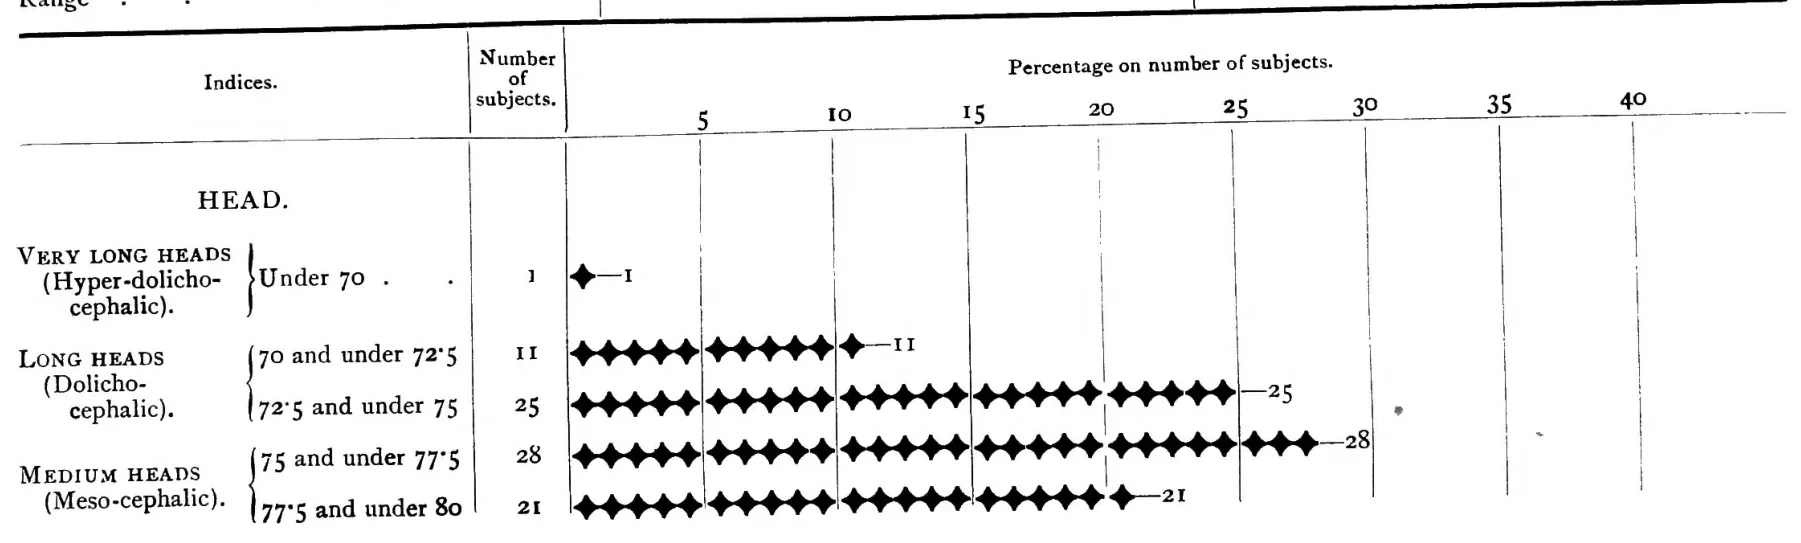 Range . .
Indices.
Number
of
subjects.
Percentage on number of subjects.
5 10 15 20 25 30 35 40
HEAD.
VERY LONG HEADS
(Hyper-dolicho-
cephalic).
Under 70 . . 1 1
LONG HEADS
(Dolicho-
cephalic).
70 and under 72·5 11 11
72·5 and under 75 25 25
MEDIUM HEADS
(Meso-cephalic).
75 and under 77·5 28 28
77·5 and under 80 21 21